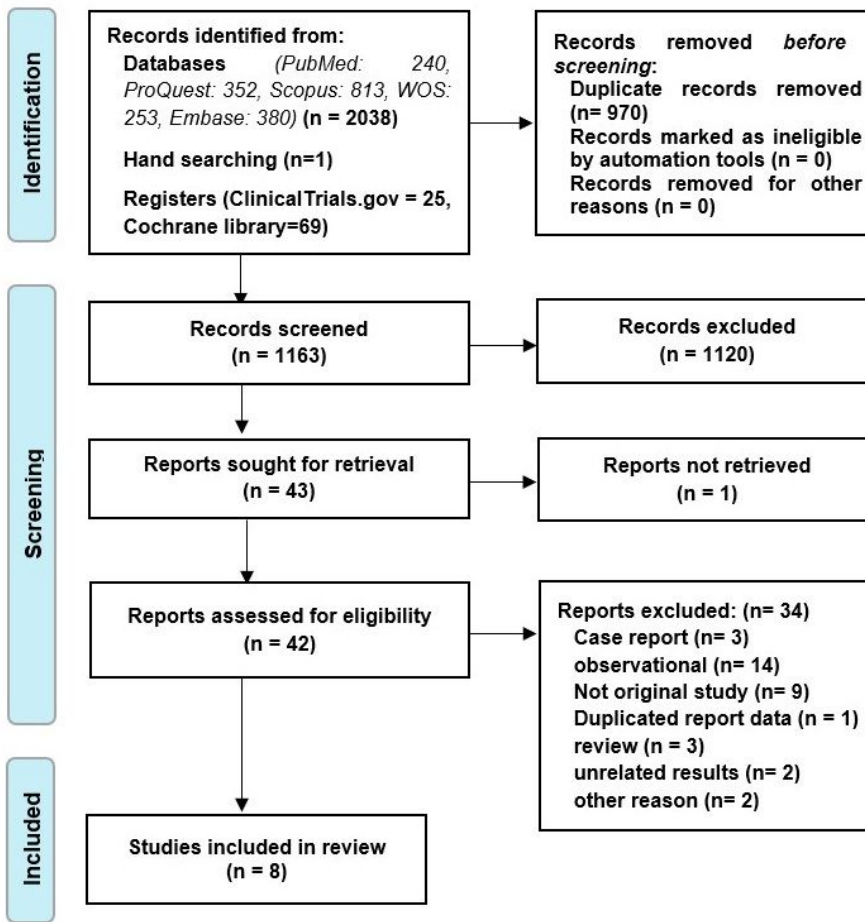 Identification
Records identified from:
Databases (PubMed: 240,
ProQuest: 352, Scopus: 813, WOS:
253, Embase: 380) (n = 2038)
Hand searching (n=1)
Registers (ClinicalTrials.gov = 25,
Cochrane library=69)
Records removed before
screening:
Duplicate records removed
(n= 970)
Records marked as ineligible
by automation tools (n = 0)
Records removed for other
reasons (n = 0)
Screening
Records screened
(n = 1163)
Records excluded
(n = 1120)
Reports sought for retrieval
(n = 43)
Reports not retrieved
(n = 1)
Reports assessed for eligibility
(n = 42)
Reports excluded: (n= 34)
Case report (n= 3)
observational (n= 14)
Not original study (n= 9)
Duplicated report data (n = 1)
review (n = 3)
unrelated results (n= 2)
other reason (n= 2)
Included
Studies included in review
(n = 8)